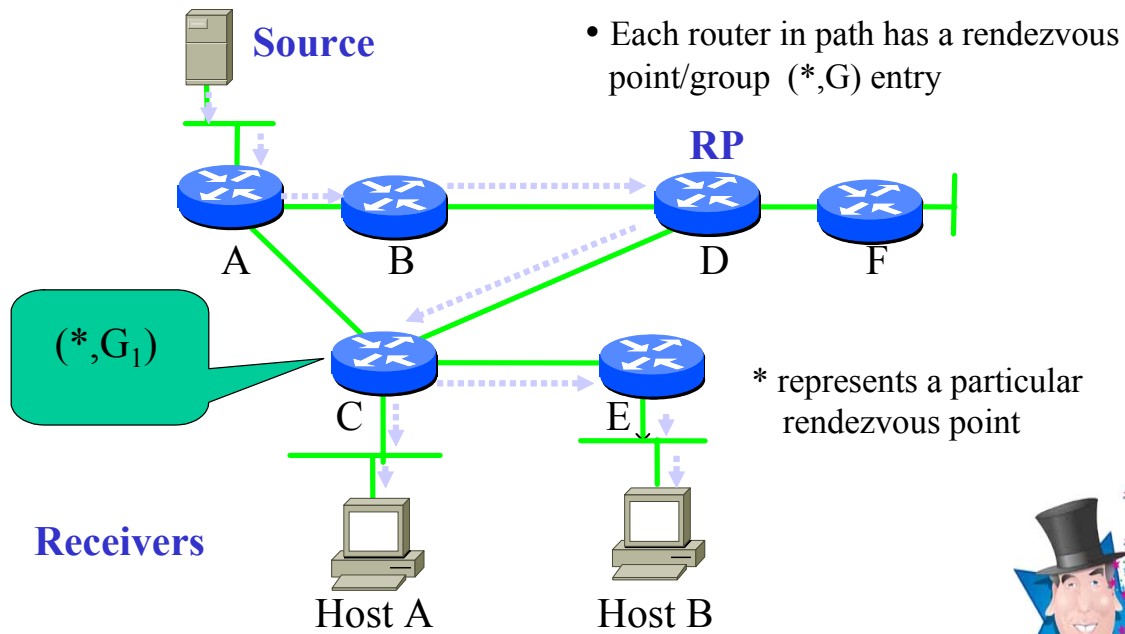 Source
• Each router in path has a rendezvous
point/group (*,G) entry
RP
A
B
D
F
(*,G₁)
C
E
* represents a particular
rendezvous point
Receivers
Host A
Host B